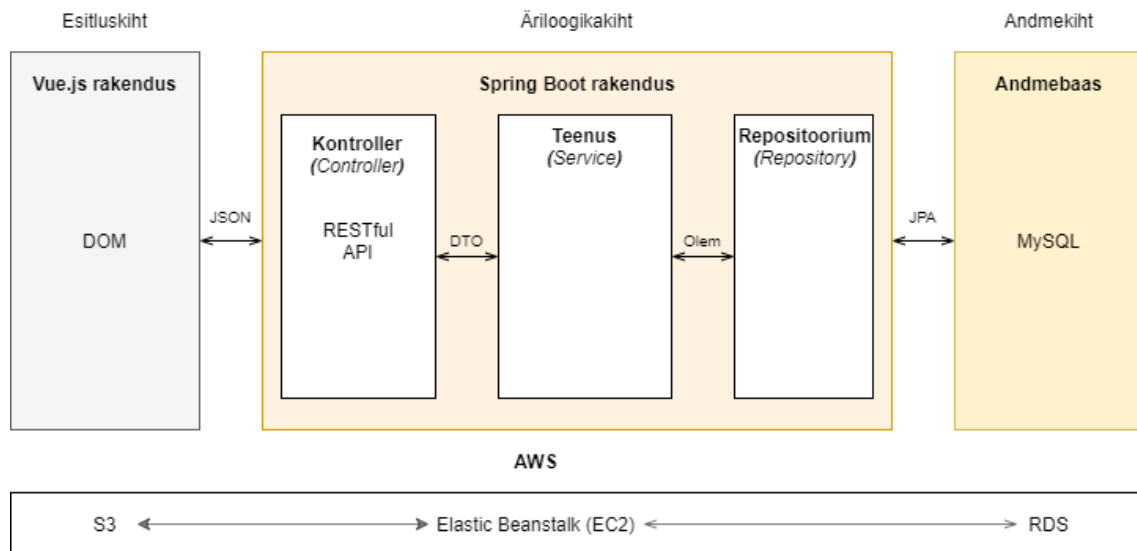 Esitluskiht
Äriloogikakiht
Andmekiht
Vue.js rakendus
Spring Boot rakendus
Andmebaas
Kontroller
(Controller)
Teenus
(Service)
Repositoorium
(Repository)
DOM
JSON
RESTful
API
DTO
Olem
JPA
MySQL
AWS
S3
Elastic Beanstalk (EC2)
RDS